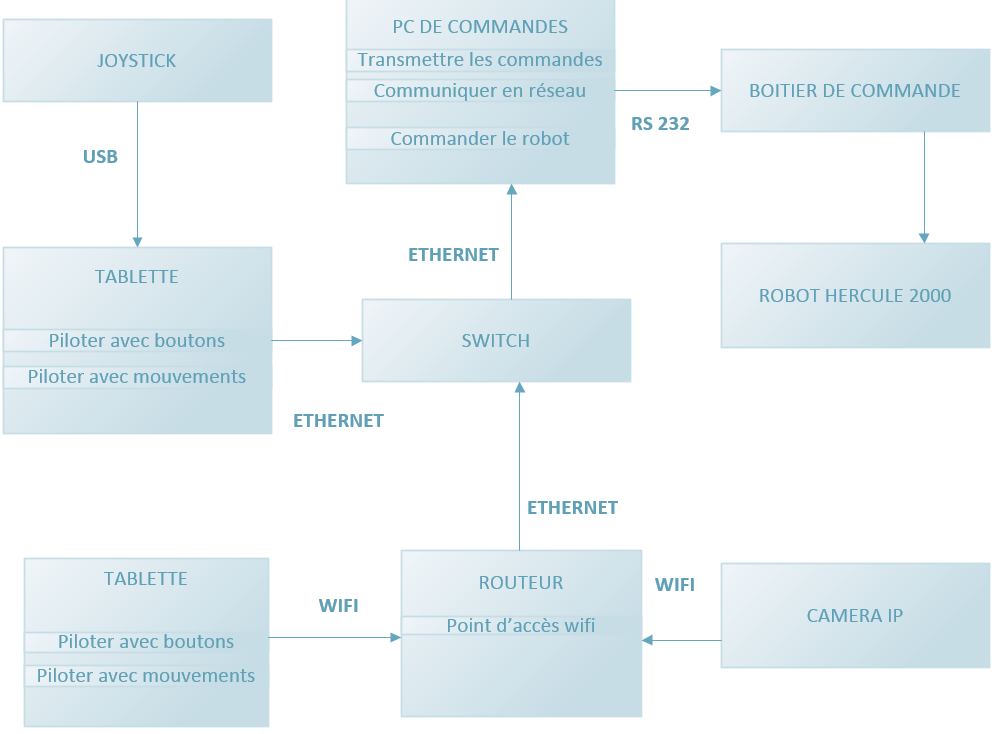 PC DE COMMANDES
Transmettre les commandes
Communiquer en réseau
Commander le robot
JOYSTICK
BOITIER DE COMMANDE
RS 232
USB
ETHERNET
TABLETTE
Piloter avec boutons
Piloter avec mouvements
SWITCH
ROBOT HERCULE 2000
ETHERNET
ETHERNET
TABLETTE
Piloter avec boutons
Piloter avec mouvements
WIFI
ROUTEUR
Point d'accès wifi
WIFI
CAMERA IP